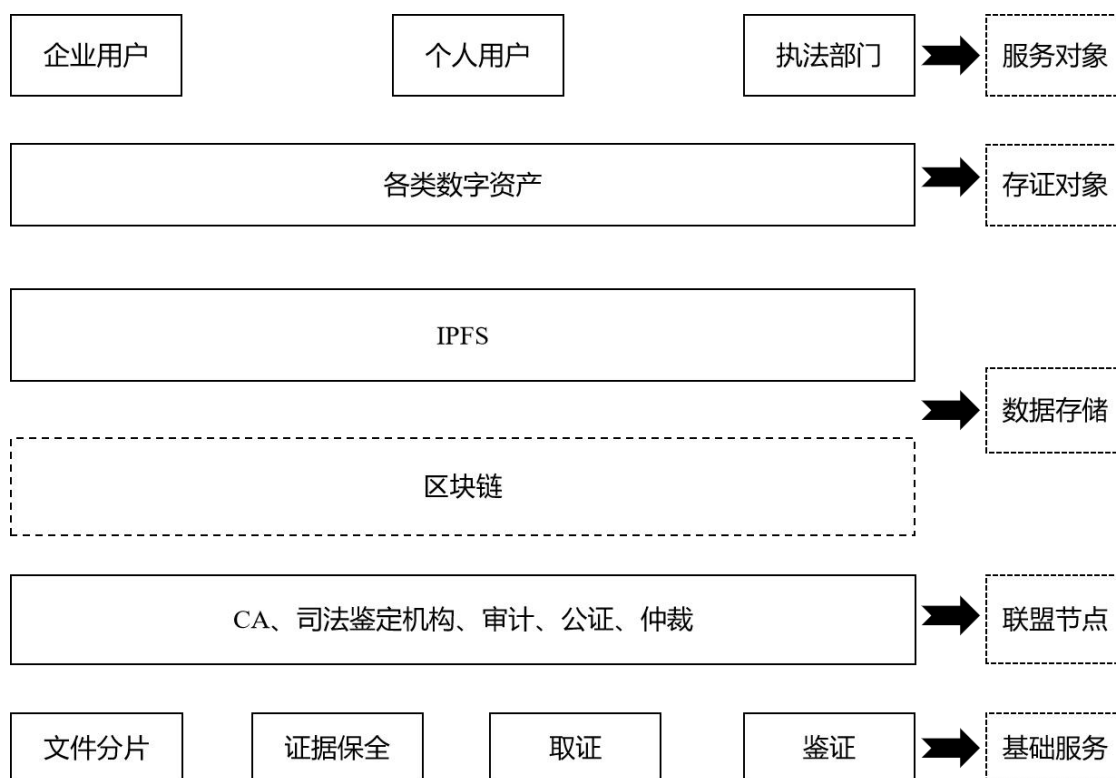 企业用户 个人用户 执法部门 服务对象
各类数字资产 存证对象
IPFS
数据存储
区块链
CA、司法鉴定机构、审计、公证、仲裁 联盟节点
文件分片 证据保全 取证 鉴证 基础服务